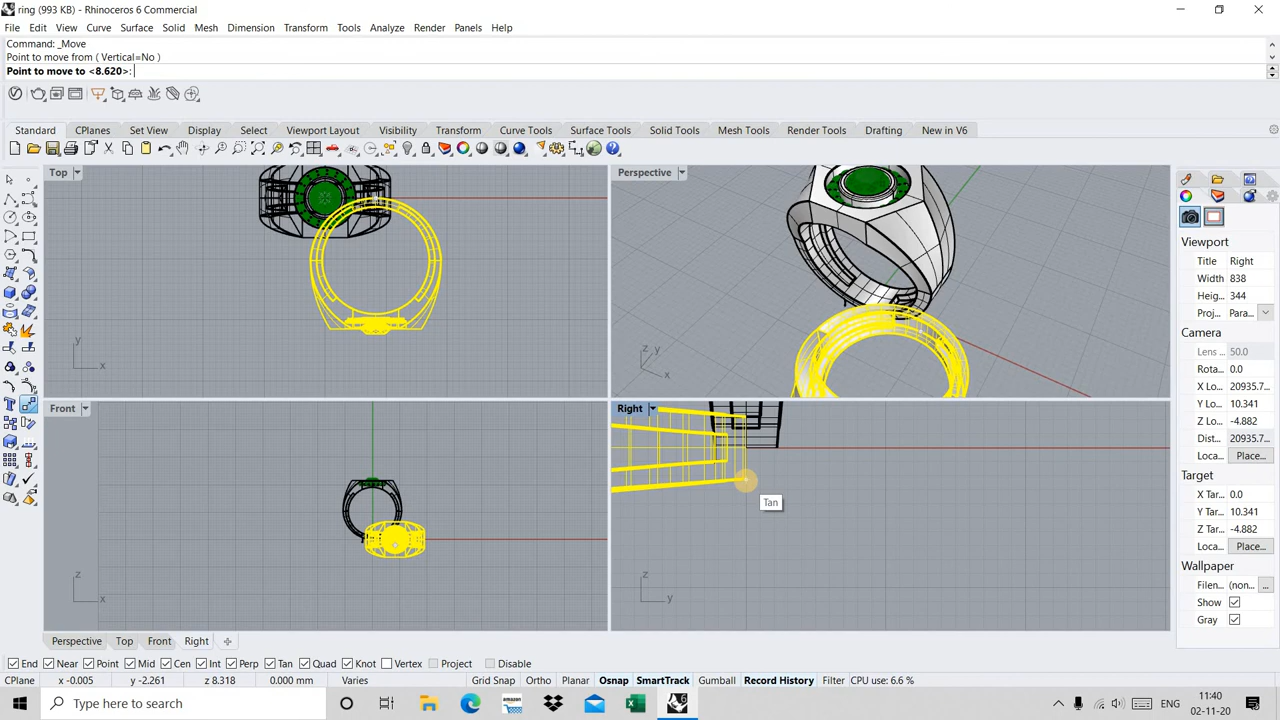 ring (993 KB) - Rhinoceros 6 Commercial
File Edit View Curve Surface Solid Mesh Dimension Transform Tools Analyze Render Panels Help
Command: _Move
Point to move from ( Vertical=No )
Point to move to <8.620>:
Standard CPlanes Set View Display Select Viewport Layout Visibility Transform Curve Tools Surface Tools Solid Tools Mesh Tools Render Tools Drafting New in V6
Top
Perspective
Front
Right
Tan
y
x
z y
x
z
x
z
y
Viewport
Title Right
Width 838
Heig... 344
Proj... Para...
Camera
Lens ... 50.0
Rota... 0.0
X Lo... 20935.7...
Y Lo... 10.341
Z Lo... -4.882
Dist... 20935.7...
Loca... Place...
Target
X Tar... 0.0
Y Tar... 10.341
Z Tar... -4.882
Loca... Place...
Wallpaper
Filen... (non... ...
Show
Gray
Perspective Top Front Right
End Near Point Mid Cen Int Perp Tan Quad Knot Vertex Project Disable
CPlane x -0.005 y -2.261 z 8.318 0.000 mm Varies Grid Snap Ortho Planar Osnap SmartTrack Gumball Record History Filter CPU use: 6.6 %
Type here to search
amazon
ENG
11:40
02-11-20